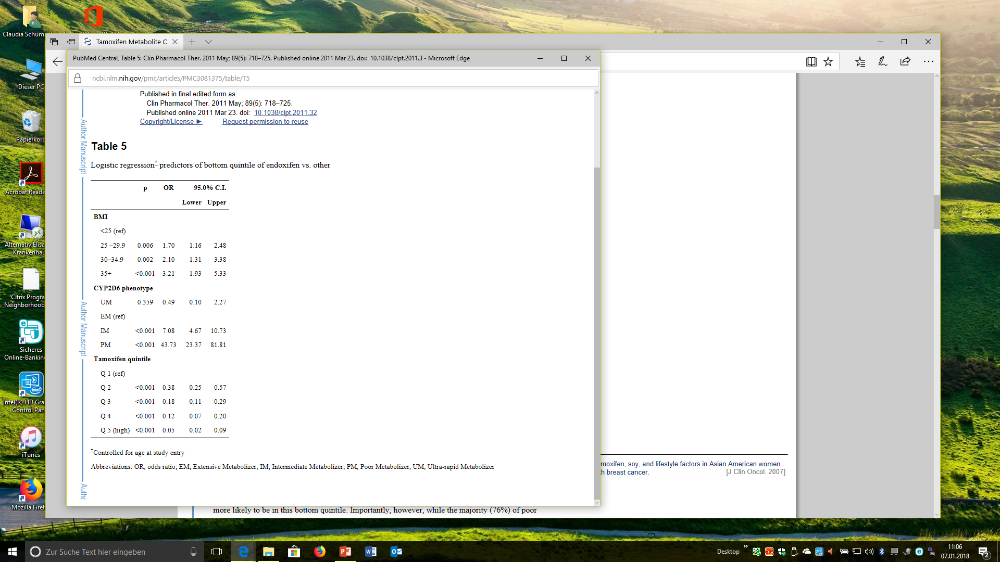 Claudia Schum
Tamoxifen Metabolite C
PubMed Central, Table 5: Clin Pharmacol Ther. 2011 May; 89(5): 718–725. Published online 2011 Mar 23. doi: 10.1038/clpt.2011.3 - Microsoft Edge
ncbi.nlm.nih.gov/pmc/articles/PMC3081375/table/T5
Published in final edited form as:
Clin Pharmacol Ther. 2011 May; 89(5): 718–725.
Published online 2011 Mar 23. doi: 10.1038/clpt.2011.32
Copyright/License ► Request permission to reuse
Author Manuscript
Table 5
Logistic regression* predictors of bottom quintile of endoxifen vs. other
p OR 95.0% C.I.
Lower Upper
BMI
<25 (ref)
25 –29.9 0.006 1.70 1.16 2.48
30–34.9 0.002 2.10 1.31 3.38
35+ <0.001 3.21 1.93 5.33
CYP2D6 phenotype
UM 0.359 0.49 0.10 2.27
EM (ref)
IM <0.001 7.08 4.67 10.73
PM <0.001 43.73 23.37 81.81
Author Manuscript
Tamoxifen quintile
Q 1 (ref)
Q 2 <0.001 0.38 0.25 0.57
Q 3 <0.001 0.18 0.11 0.29
Q 4 <0.001 0.12 0.07 0.20
Q 5 (high) <0.001 0.05 0.02 0.09
*Controlled for age at study entry
Abbreviations: OR, odds ratio; EM, Extensive Metabolizer; IM, Intermediate Metabolizer; PM, Poor Metabolizer, UM, Ultra-rapid Metabolizer
Autho
moxifen, soy, and lifestyle factors in Asian American women
h breast cancer. [J Clin Oncol. 2007]
more likely to be in this bottom quintile. Importantly, however, while the majority (76%) of poor
Dieser PC
Papierkorb
Acrobat Reade
Alternativ Elisa
Krankenhau
Citrix Progra
Neighborhood
Sicheres
Online-Banking
Intel(R) HD Gra
Control Pan
iTunes
Mozilla Firef
Zur Suche Text hier eingeben
Desktop
11:06
07.01.2018
2